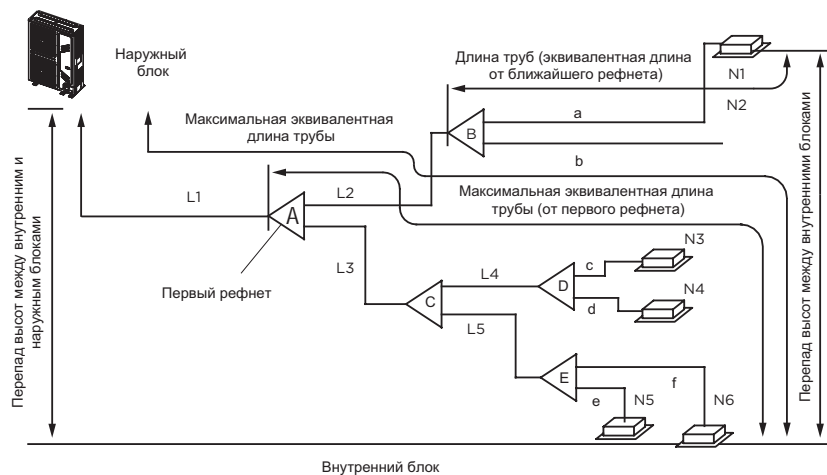 Наружный
блок
Длина труб (эквивалентная длина
от ближайшего рефнета)
N1
N2
a
B
b
Максимальная эквивалентная
длина трубы
Максимальная эквивалентная длина
трубы (от первого рефнета)
L1
L2
A
L3
Первый рефнет
N3
L4
c
D
C
d
N4
L5
E
f
e
N5
N6
Перепад высот между внутренним и
наружным блоками
Перепад высот между внутренними блоками
Внутренний блок